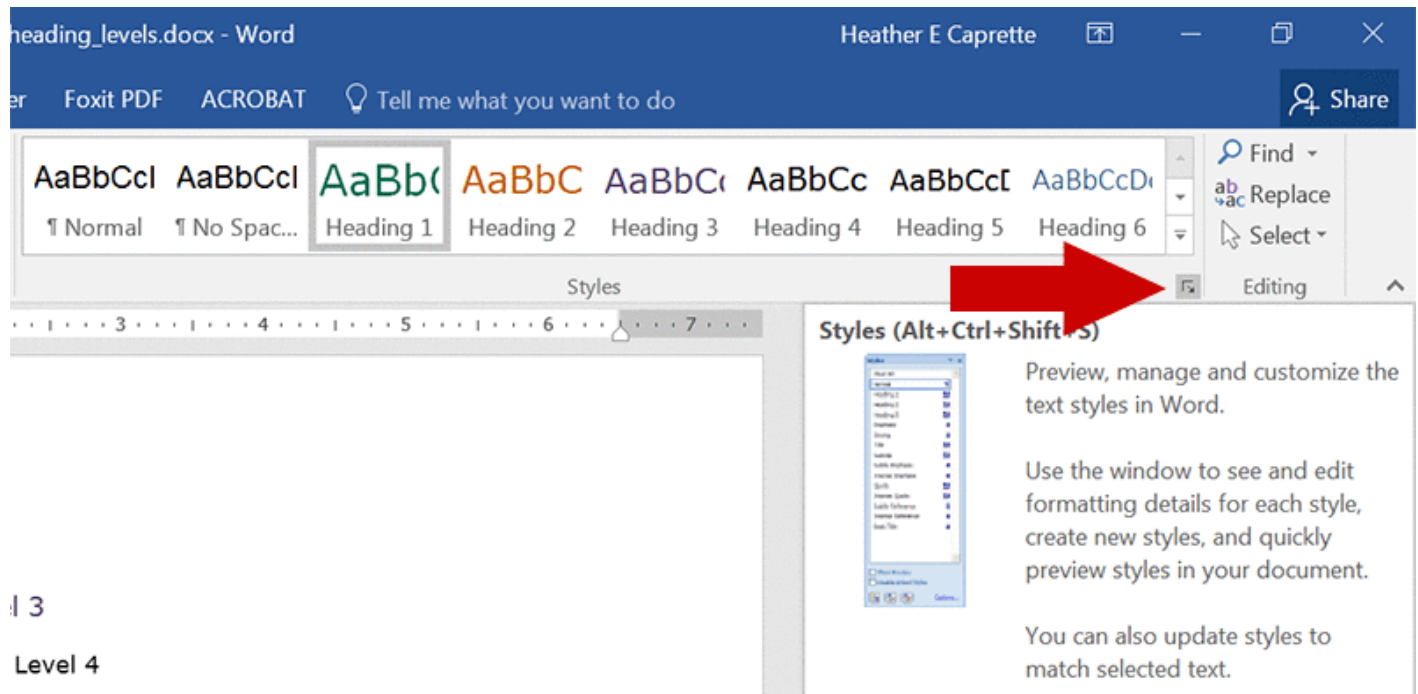 heading_levels.docx - Word
Heather E Caprette
er Foxit PDF ACROBAT Tell me what you want to do
Share
AaBbCcI AaBbCcI AaBb( AaBbC AaBbC AaBbCc AaBbCc AaBbCcD
¶ Normal ¶ No Spac... Heading 1 Heading 2 Heading 3 Heading 4 Heading 5 Heading 6
Find
Replace
Select
Styles
Editing
3 4 5 6 7
Styles (Alt+Ctrl+Shift+S)
Preview, manage and customize the
text styles in Word.
Use the window to see and edit
formatting details for each style,
create new styles, and quickly
preview styles in your document.
You can also update styles to
match selected text.
l 3
Level 4